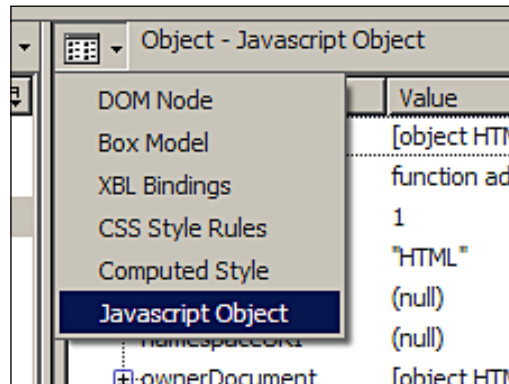 Object - Javascript Object
Value
DOM Node
[object HTM
Box Model
function ad
XBL Bindings
1
CSS Style Rules
"HTML"
Computed Style
(null)
Javascript Object
(null)
namespaceURI
ownerDocument
[object HTM